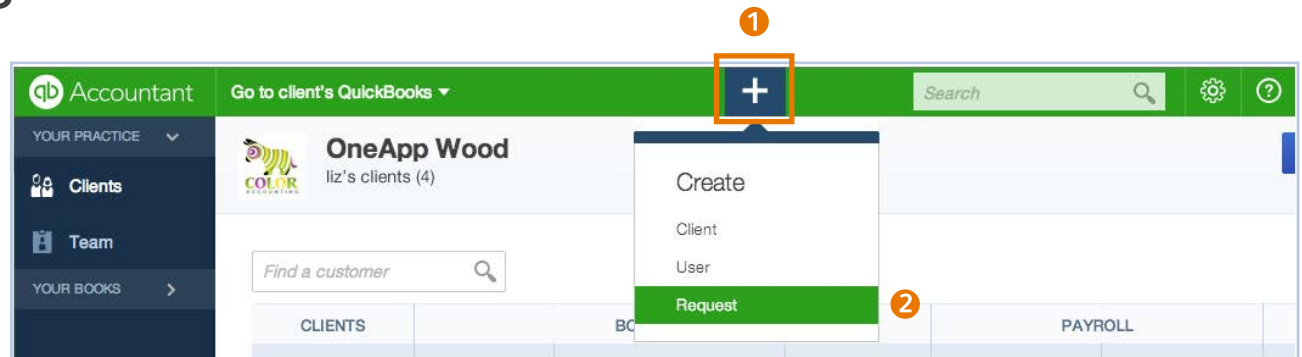 1
qb Accountant
Go to client's QuickBooks
+
Search
?
YOUR PRACTICE
OneApp Wood
liz's clients (4)
COLOR
ACCOUNTING
Clients
Create
Client
Team
User
Find a customer
YOUR BOOKS
Request
2
CLIENTS
PAYROLL